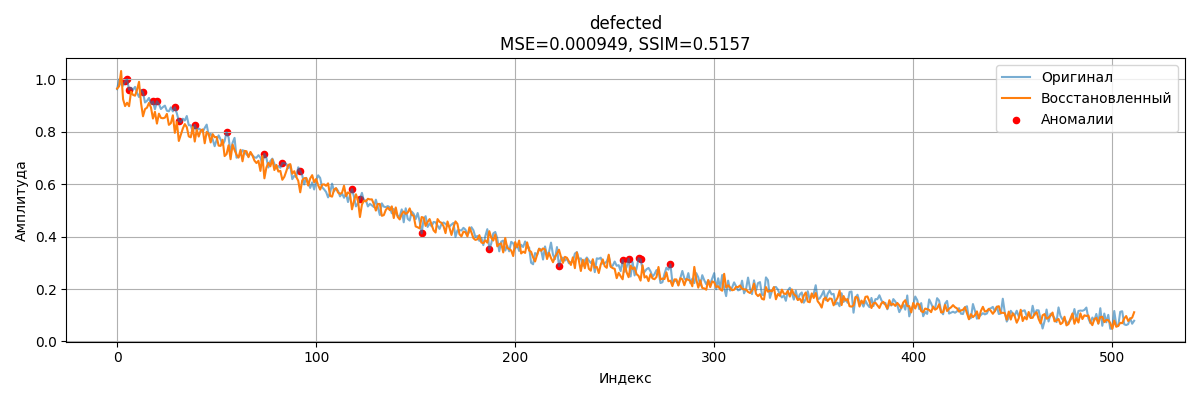 defected
MSE=0.000949, SSIM=0.5157
Оригинал
Восстановленный
Аномалии
Амплитуда
1.0
0.8
0.6
0.4
0.2
0.0
0 100 200 300 400 500
Индекс